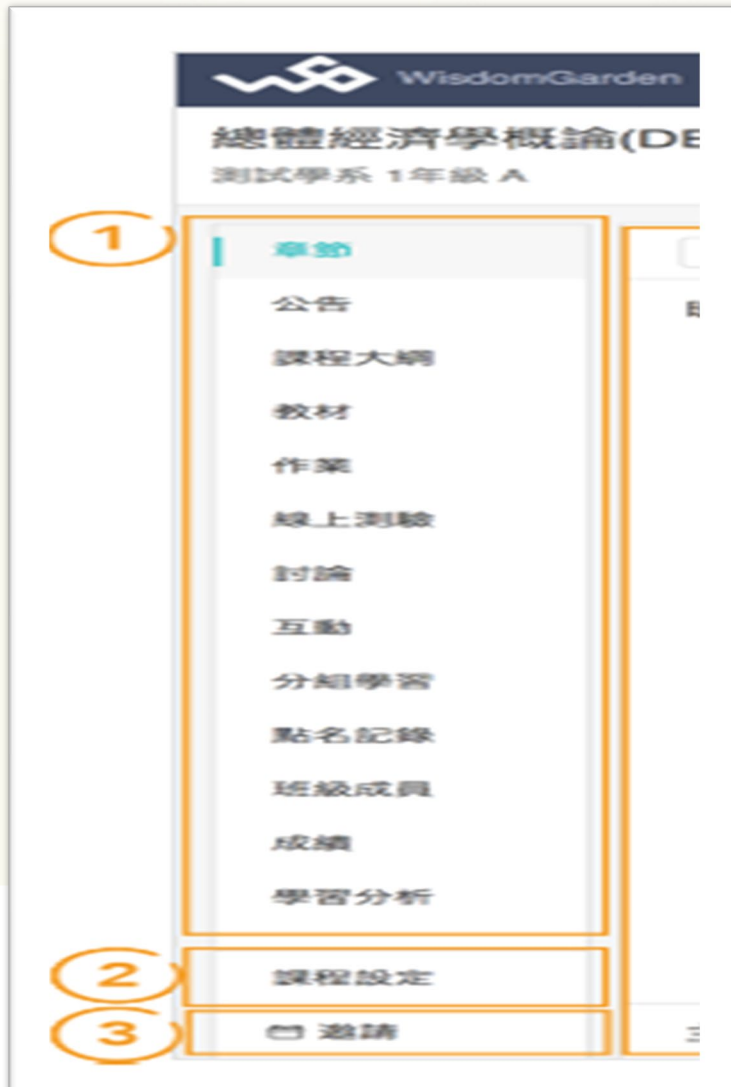 WisdomGarden
總體經濟學概論(DE
測試學系 1年級 A
1
章節
公告
課程大綱
教材
作業
線上測驗
討論
互動
分組學習
點名記錄
班級成員
成績
學習分析
2
課程設定
3
邀請